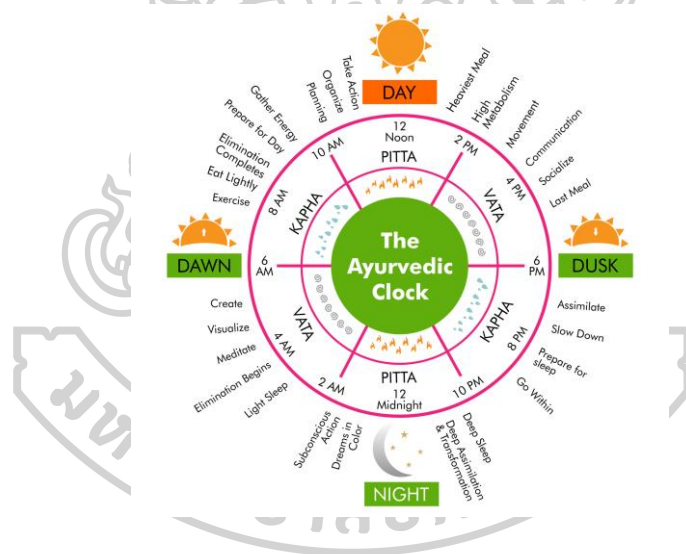 DAY
Take Action
Organize
Planning
Gather Energy
Prepare for Day
Elimination
Completes
Eat Lightly
Exercise
Heaviest Meal
High
Metabolism
Movement
Communication
Socialize
Last Meal
12
Noon
PITTA
2 PM
VATA
4 PM
6
PM
DUSK
10 AM
KAPHA
8 AM
6
AM
DAWN
The
Ayurvedic
Clock
Create
Visualize
Meditate
Elimination Begins
Light Sleep
VATA
4 AM
2 AM
PITTA
12
Midnight
KAPHA
8 PM
10 PM
Assimilate
Slow Down
Prepare for
sleep
Go Within
Subconscious
Action
Dreams in
Color
Deep Sleep
Deep Assimilation
& Transformation
NIGHT